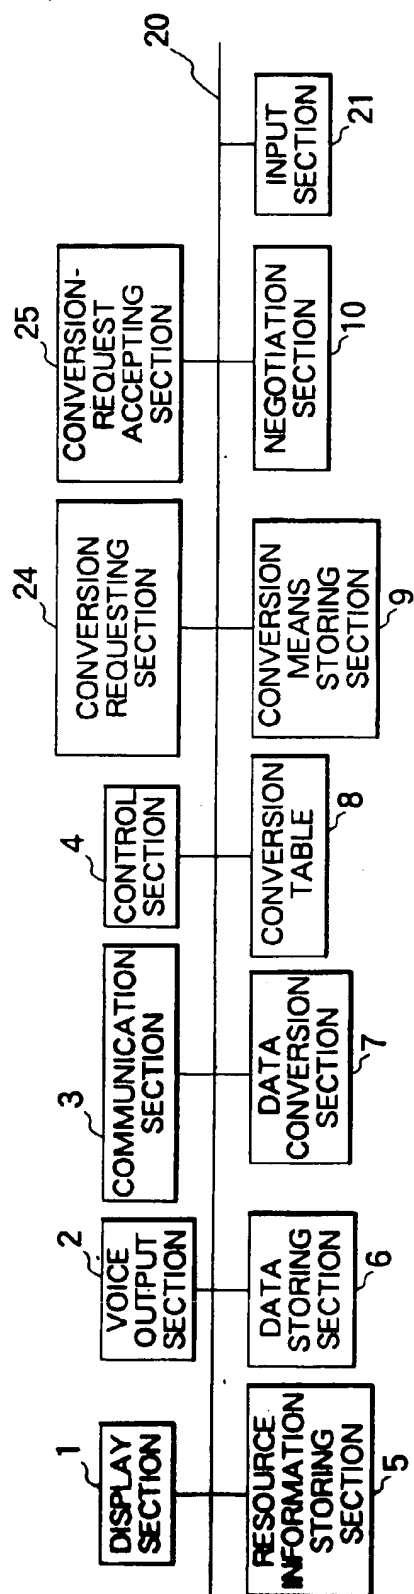 1
DISPLAY
SECTION
2
VOICE
OUTPUT
SECTION
3
COMMUNICATION
SECTION
4
CONTROL
SECTION
24
CONVERSION
REQUESTING
SECTION
25
CONVERSION-
REQUEST
ACCEPTING
SECTION
20
RESOURCE
INFORMATION
STORING
SECTION
5
DATA
STORING
SECTION
6
DATA
CONVERSION
SECTION
7
CONVERSION
TABLE
8
CONVERSION
MEANS
STORING
SECTION
9
NEGOTIATION
SECTION
10
INPUT
SECTION
21